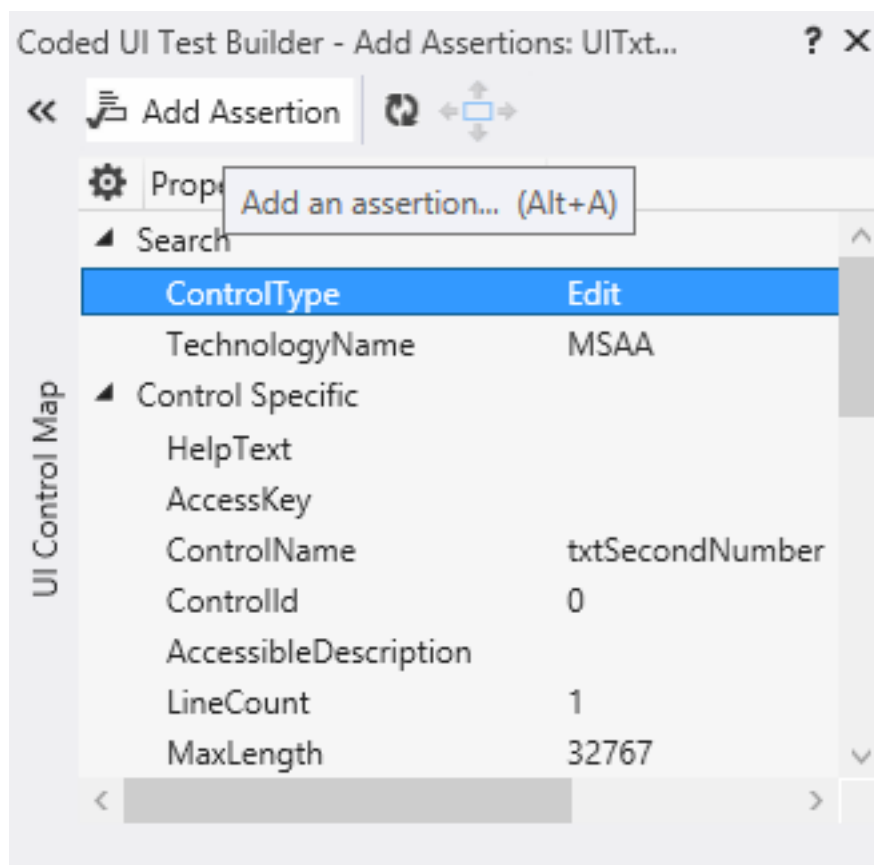 Coded UI Test Builder - Add Assertions: UITxt...
Add Assertion
Prope
Add an assertion... (Alt+A)
Search
ControlType Edit
TechnologyName MSAA
Control Specific
HelpText
AccessKey
ControlName txtSecondNumber
ControlId 0
AccessibleDescription
LineCount 1
MaxLength 32767
UI Control Map